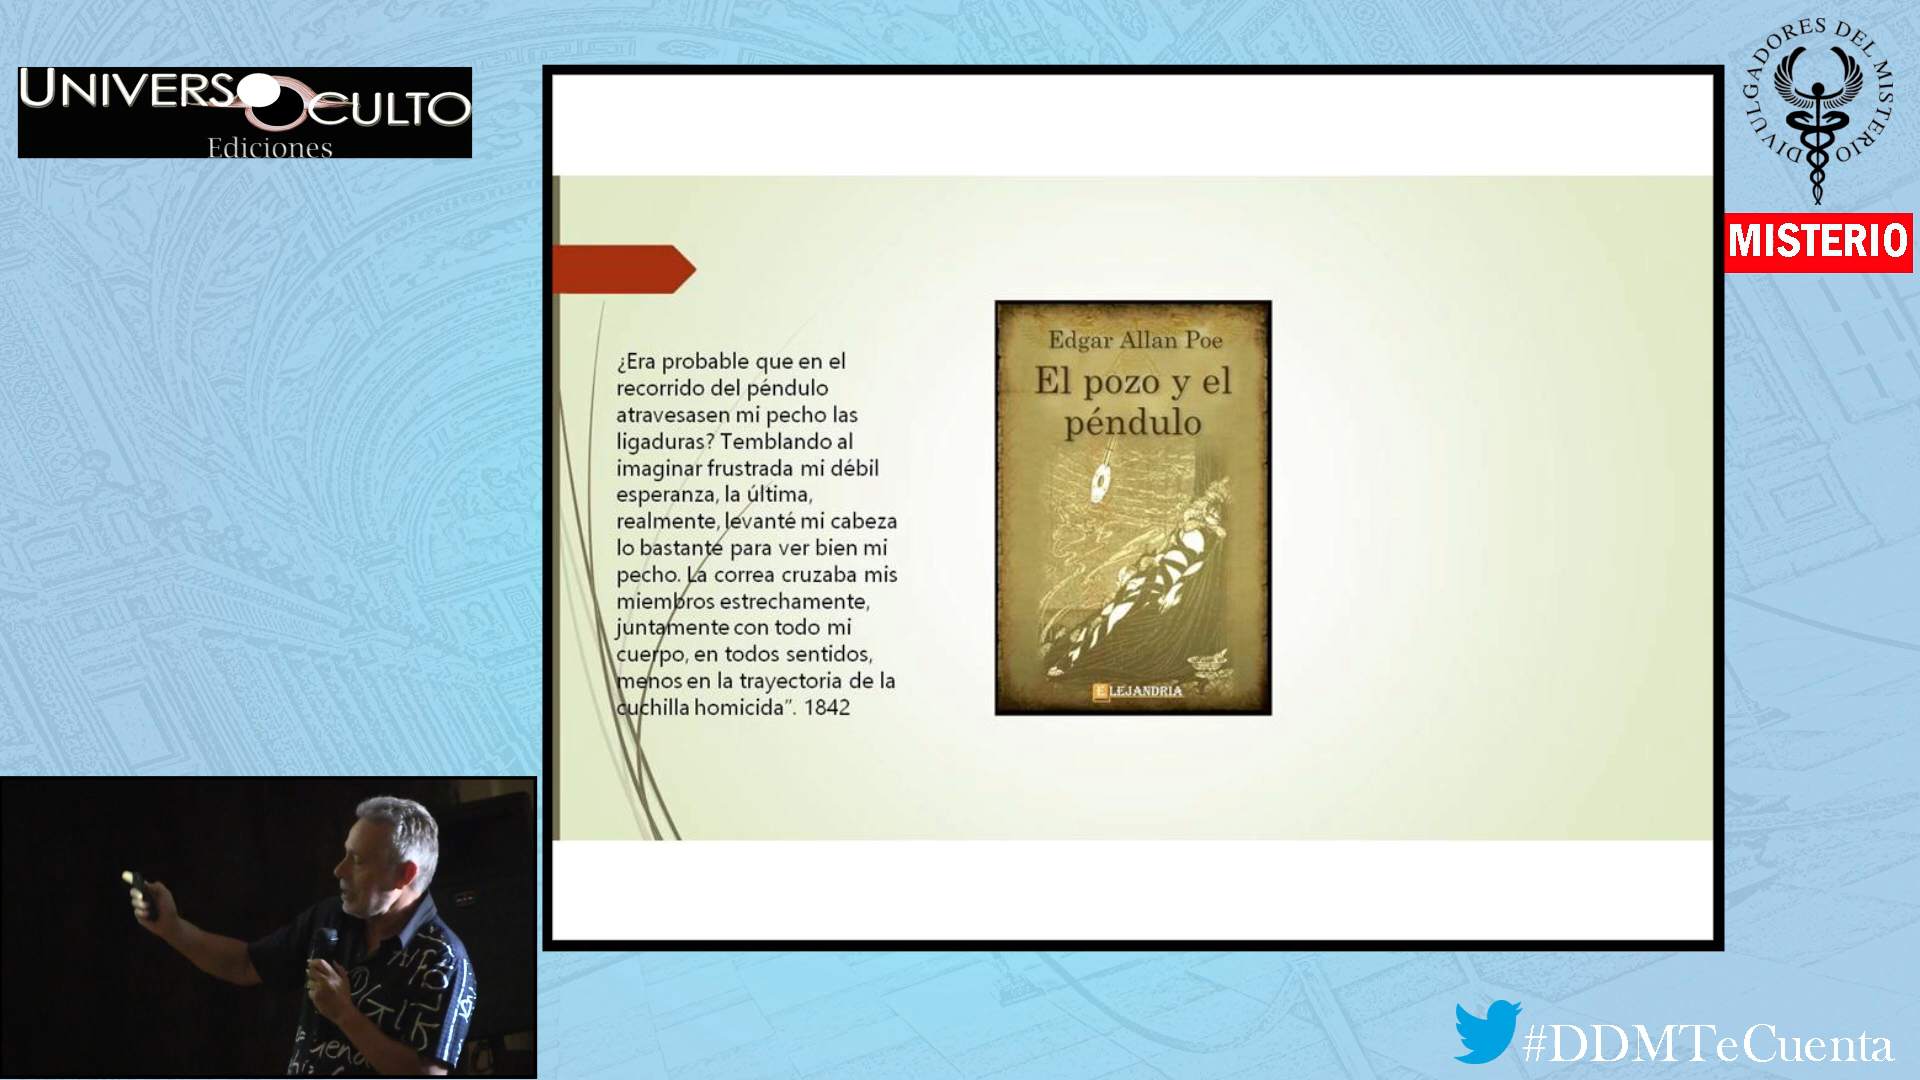 UNIVERSO OCULTO
Ediciones
DIVULGADORES DEL MISTERIO
MISTERIO
¿Era probable que en el
recorrido del péndulo
atravesasen mi pecho las
ligaduras? Temblando al
imaginar frustrada mi débil
esperanza, la última,
realmente, levanté mi cabeza
lo bastante para ver bien mi
pecho. La correa cruzaba mis
miembros estrechamente,
juntamente con todo mi
cuerpo, en todos sentidos,
menos en la trayectoria de la
cuchilla homicida”. 1842
Edgar Allan Poe
El pozo y el
péndulo
ELEJANDRIA
#DDMTeCuenta